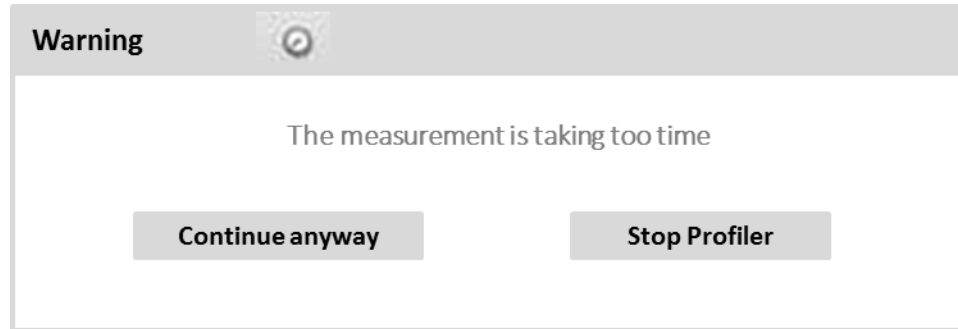 Warning
The measurement is taking too time
Continue anyway
Stop Profiler